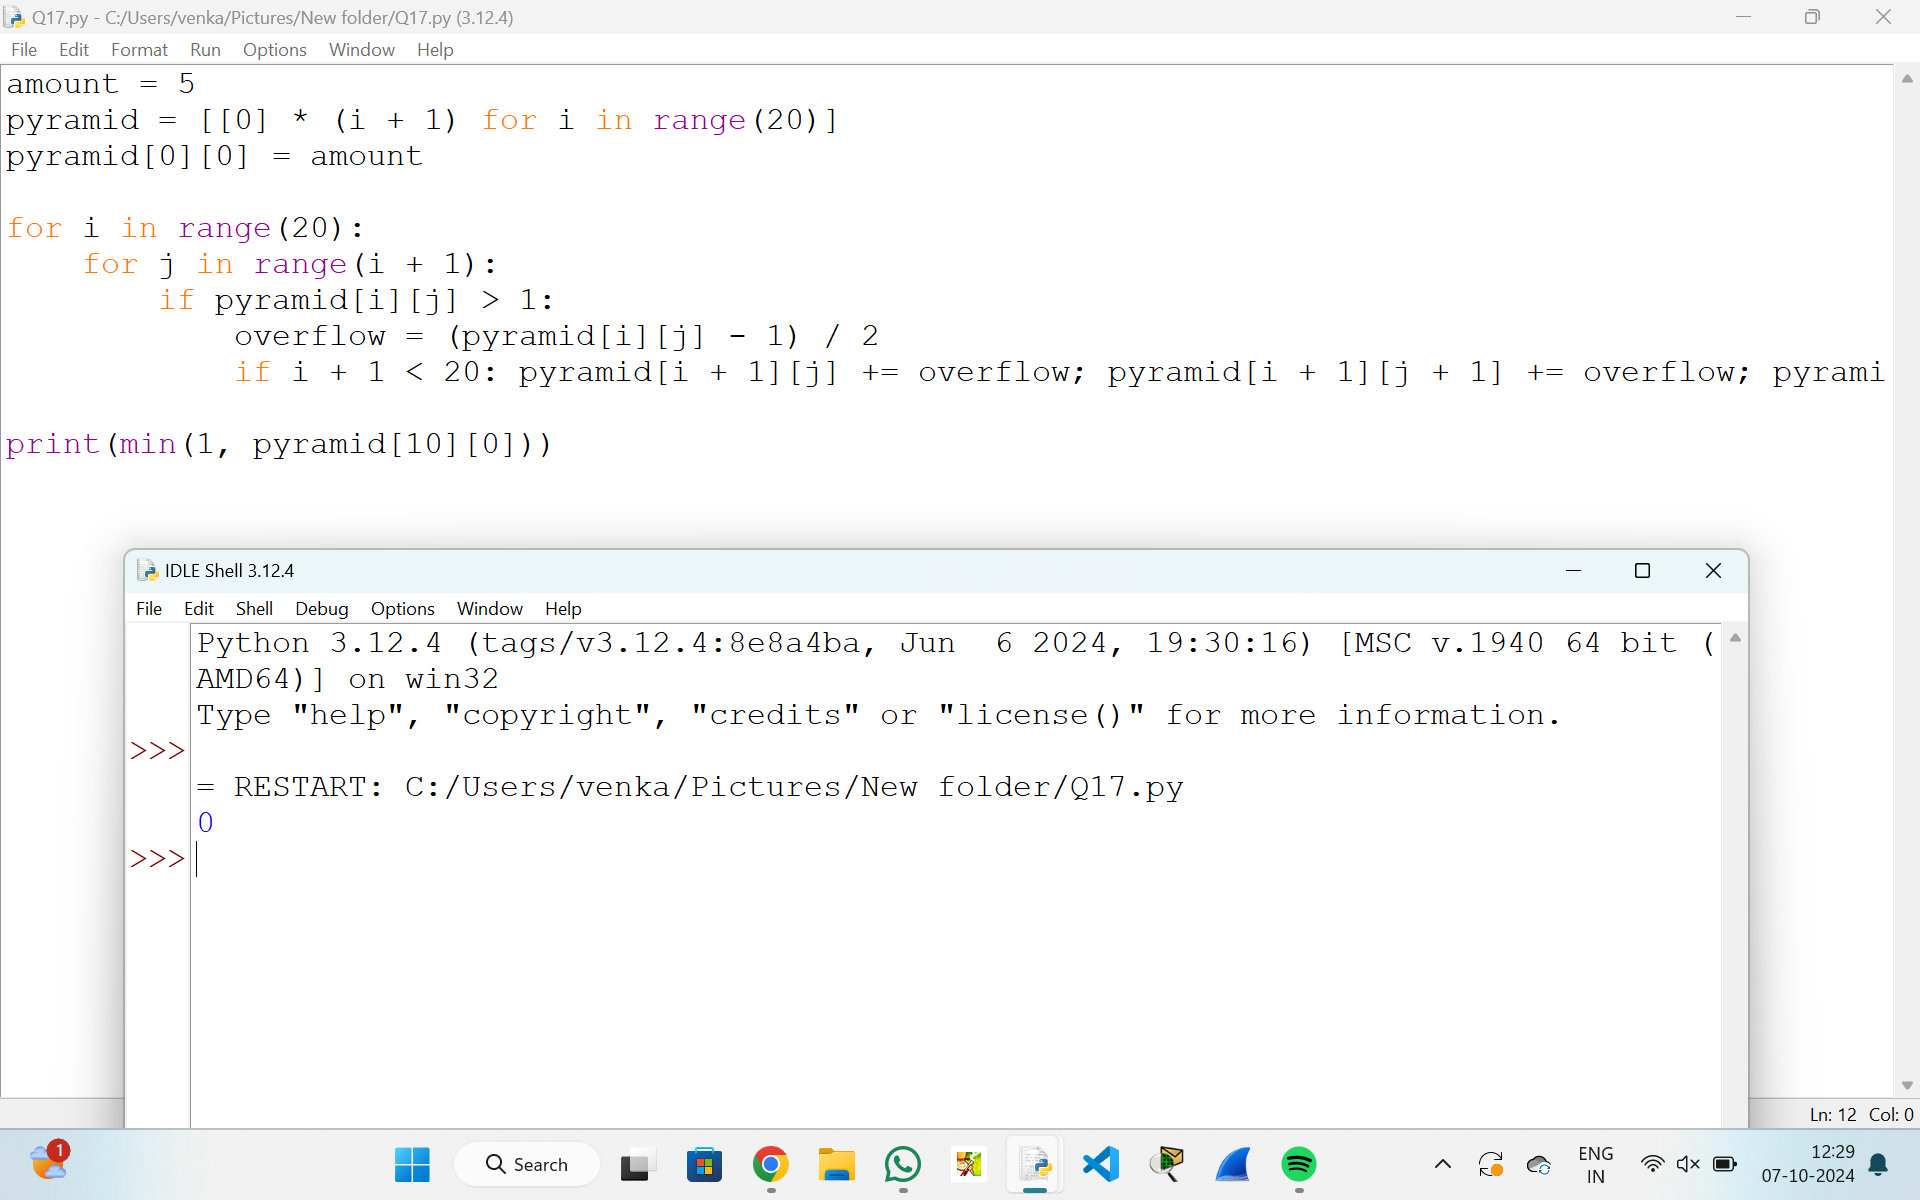 Q17.py - C:/Users/venka/Pictures/New folder/Q17.py (3.12.4)
File Edit Format Run Options Window Help
amount = 5
pyramid = [[0] * (i + 1) for i in range(20)]
pyramid[0][0] = amount
for i in range(20):
    for j in range(i + 1):
        if pyramid[i][j] > 1:
            overflow = (pyramid[i][j] - 1) / 2
            if i + 1 < 20: pyramid[i + 1][j] += overflow; pyramid[i + 1][j + 1] += overflow; pyrami
print(min(1, pyramid[10][0]))
IDLE Shell 3.12.4
File Edit Shell Debug Options Window Help
Python 3.12.4 (tags/v3.12.4:8e8a4ba, Jun  6 2024, 19:30:16) [MSC v.1940 64 bit (
AMD64)] on win32
Type "help", "copyright", "credits" or "license()" for more information.
>>>
= RESTART: C:/Users/venka/Pictures/New folder/Q17.py
0
>>>
Ln: 12 Col: 0
1
Search
ENG
IN
12:29
07-10-2024